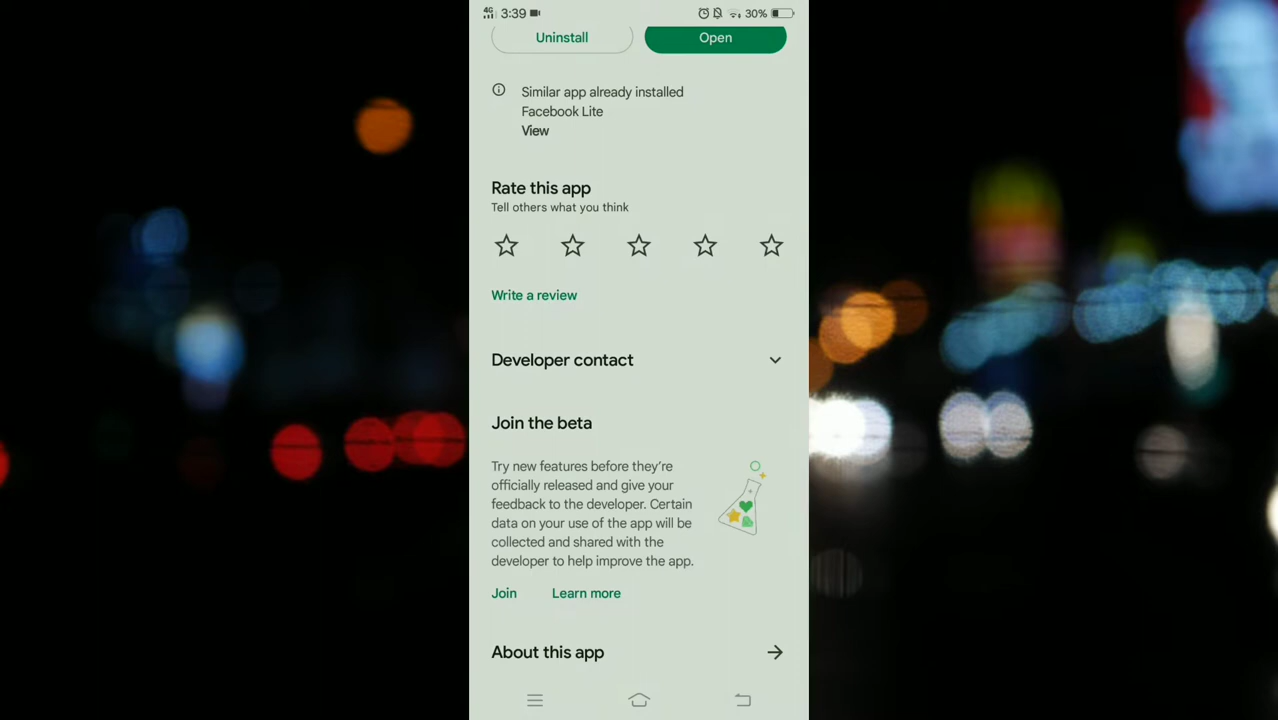 4G 3:39 30%
Uninstall Open
Similar app already installed
Facebook Lite
View
Rate this app
Tell others what you think
Write a review
Developer contact
Join the beta
Try new features before they're
officially released and give your
feedback to the developer. Certain
data on your use of the app will be
collected and shared with the
developer to help improve the app.
Join Learn more
About this app